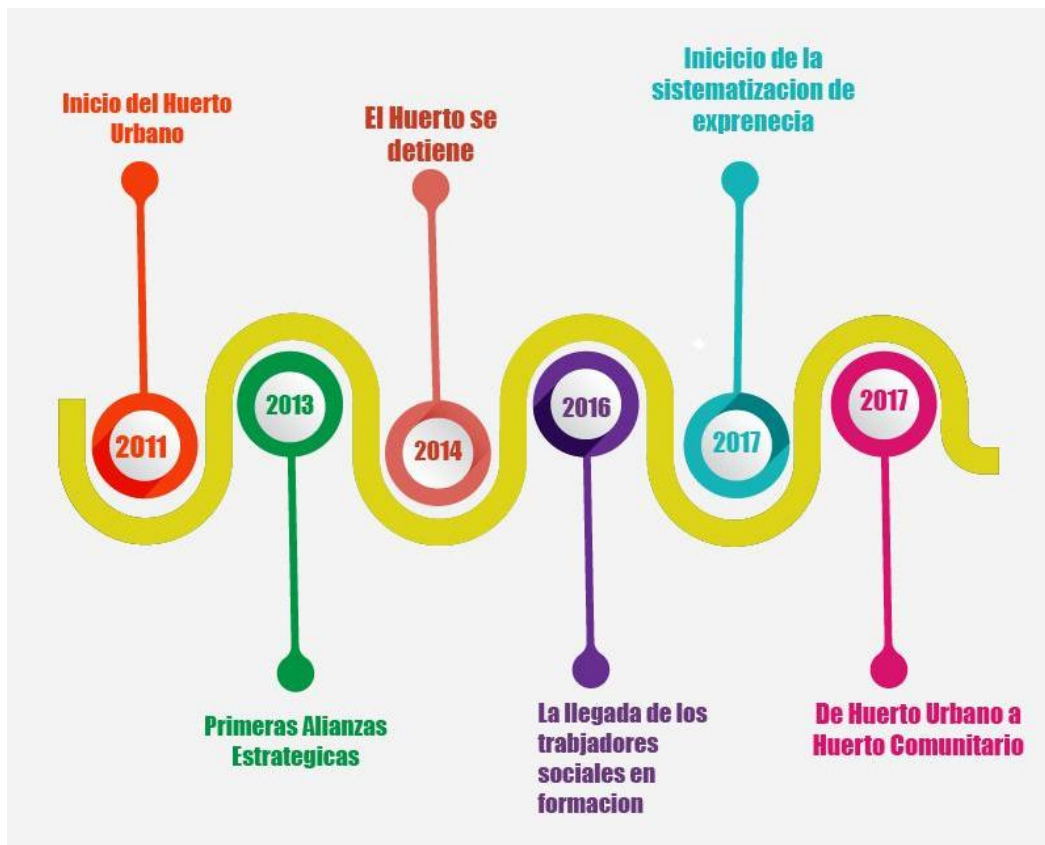 Inicio del Huerto
Urbano
El Huerto se
detiene
Inicicio de la
sistematizacion de
exprenecia
2011
2013
2014
2016
2017
2017
Primeras Alianzas
Estrategicas
La llegada de los
trabjadores
sociales en
formacion
De Huerto Urbano a
Huerto Comunitario